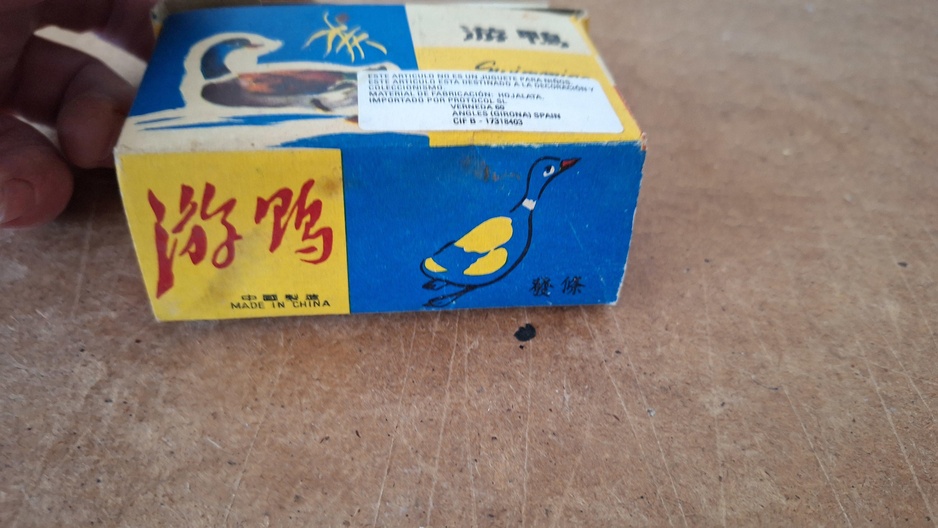 游鸭
ESTE ARTICULO NO ES UN JUGUETE PARA NIÑOS.
ESTE ARTICULO ESTA DESTINADO A LA DECORACIÓN Y
COLECCIONISMO.
MATERIAL DE FABRICACIÓN: HOJALATA.
IMPORTADO POR PROTOCOL SL
VERNEDA 60
ANGLES (GIRONA) SPAIN
CIF B - 17318403
游鸭
中國製造
MADE IN CHINA
發條